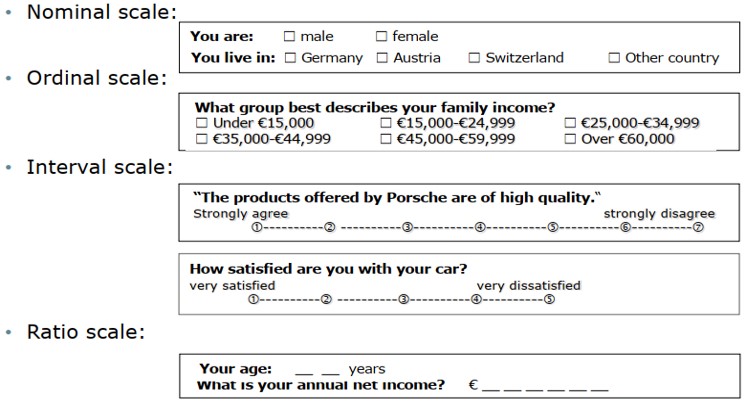 • Nominal scale:
You are: ☐ male ☐ female
You live in: ☐ Germany ☐ Austria ☐ Switzerland ☐ Other country
• Ordinal scale:
What group best describes your family income?
☐ Under €15,000 ☐ €15,000-€24,999 ☐ €25,000-€34,999
☐ €35,000-€44,999 ☐ €45,000-€59,999 ☐ Over €60,000
• Interval scale:
"The products offered by Porsche are of high quality."
Strongly agree strongly disagree
①----------② ----------③----------④----------⑤----------⑥----------⑦
How satisfied are you with your car?
very satisfied very dissatisfied
①----------② ----------③----------④----------⑤
• Ratio scale:
Your age: __ __ years
What is your annual net income? € __ __ __ __ __ __